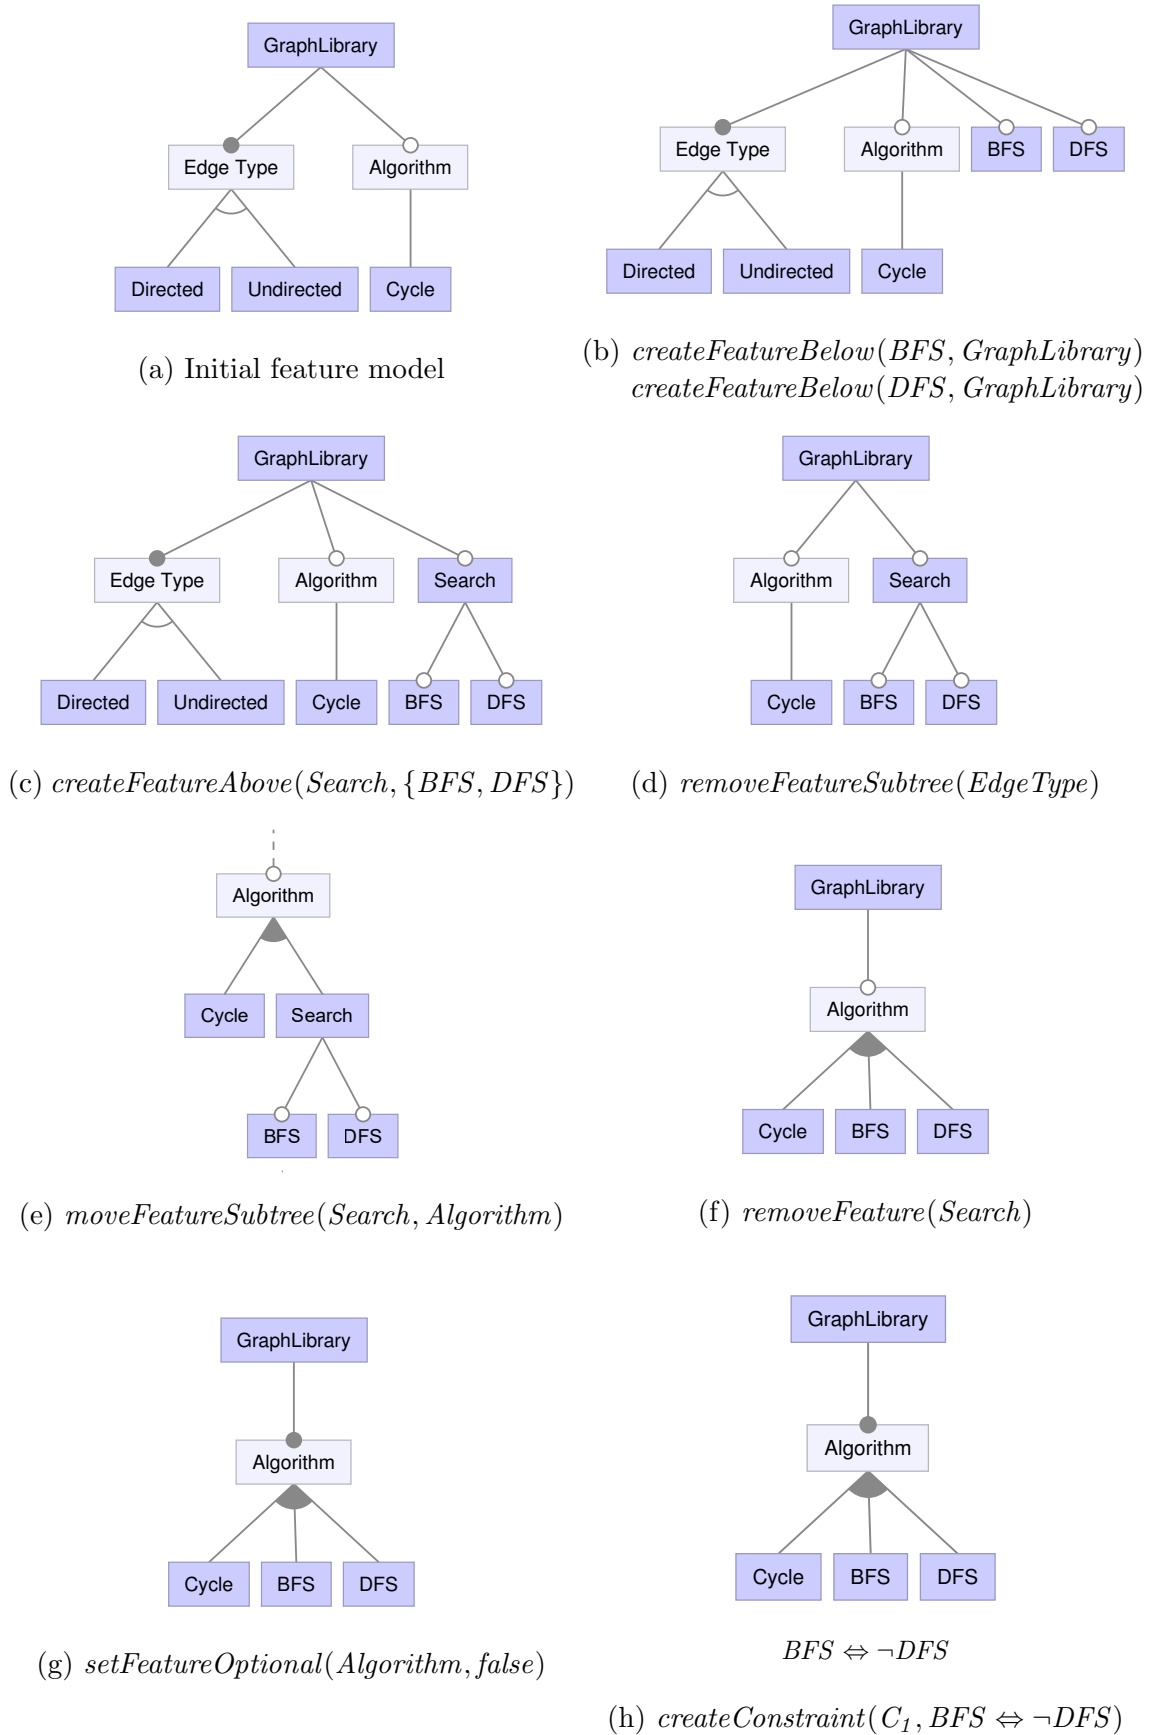 GraphLibrary
Edge Type
Algorithm
Directed
Undirected
Cycle
(a) Initial feature model
GraphLibrary
Edge Type
Algorithm
BFS
DFS
Directed
Undirected
Cycle
(b) createFeatureBelow(BFS, GraphLibrary)
createFeatureBelow(DFS, GraphLibrary)
GraphLibrary
Edge Type
Algorithm
Search
Directed
Undirected
Cycle
BFS
DFS
(c) createFeatureAbove(Search, {BFS, DFS})
GraphLibrary
Algorithm
Search
Cycle
BFS
DFS
(d) removeFeatureSubtree(EdgeType)
Algorithm
Cycle
Search
BFS
DFS
(e) moveFeatureSubtree(Search, Algorithm)
GraphLibrary
Algorithm
Cycle
BFS
DFS
(f) removeFeature(Search)
GraphLibrary
Algorithm
Cycle
BFS
DFS
(g) setFeatureOptional(Algorithm, false)
GraphLibrary
Algorithm
Cycle
BFS
DFS
BFS ⇔ ¬DFS
(h) createConstraint(C₁, BFS ⇔ ¬DFS)